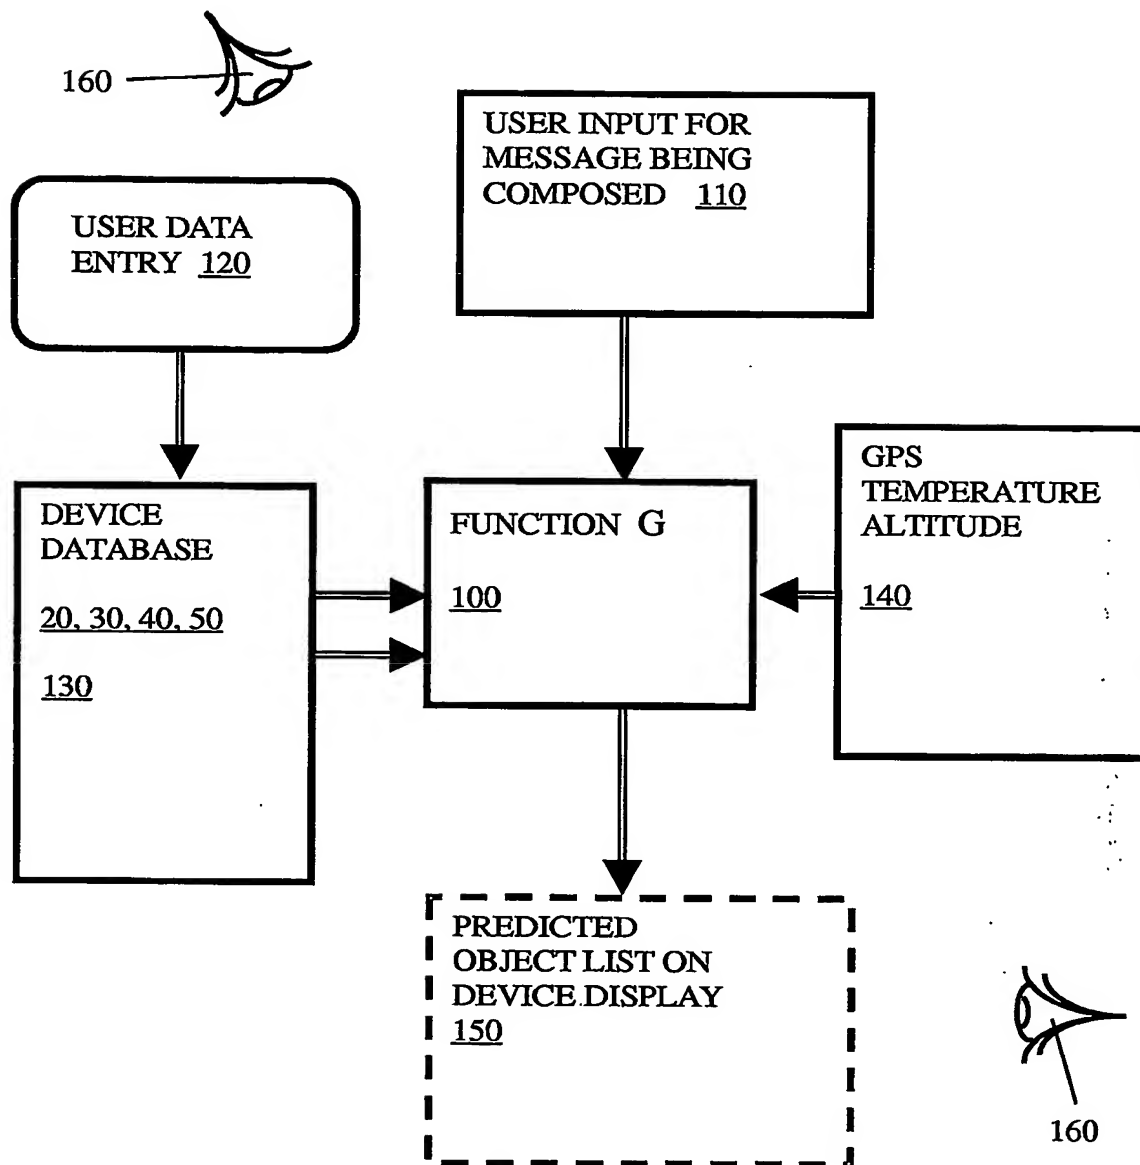 160
USER INPUT FOR
MESSAGE BEING
COMPOSED 110
USER DATA
ENTRY 120
DEVICE
DATABASE
20, 30, 40, 50
130
FUNCTION G
100
GPS
TEMPERATURE
ALTITUDE
140
PREDICTED
OBJECT LIST ON
DEVICE DISPLAY
150
160